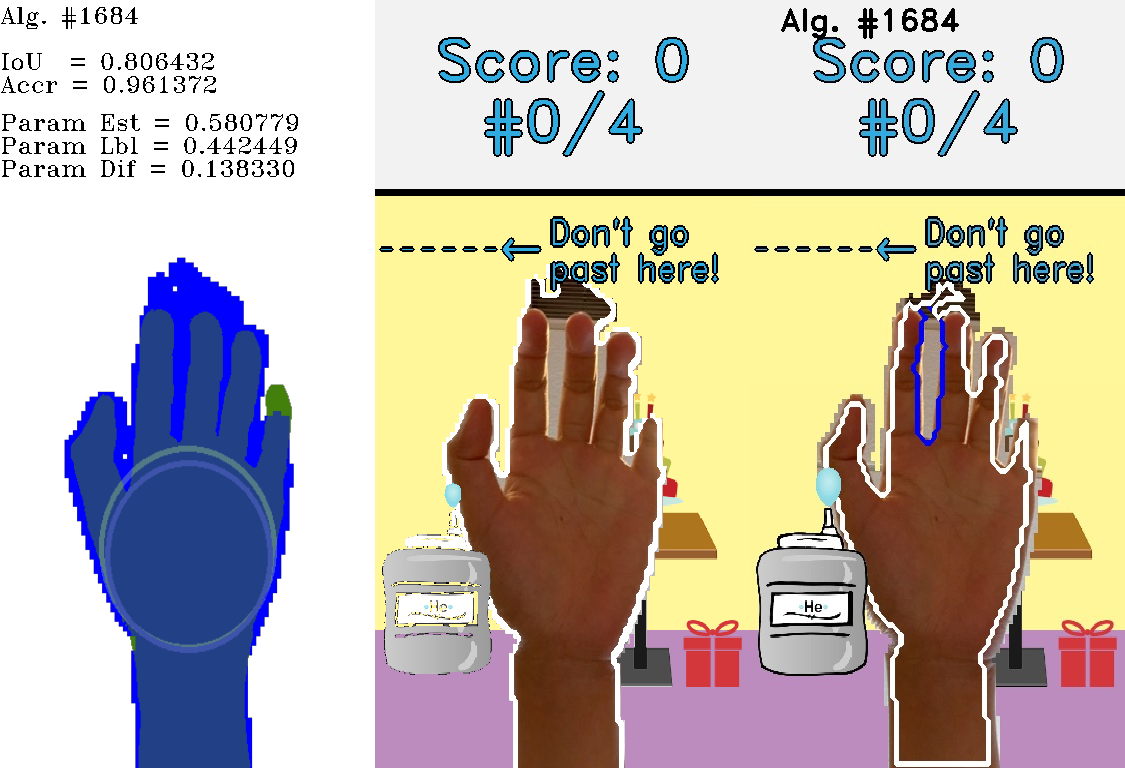 Alg. #1684
IoU = 0.806432
Accr = 0.961372
Param Est = 0.580779
Param Lbl = 0.442449
Param Dif = 0.138330
Score: 0
#0/4
Don't go
past here!
He
Alg. #1684
Score: 0
#0/4
Don't go
past here!
He